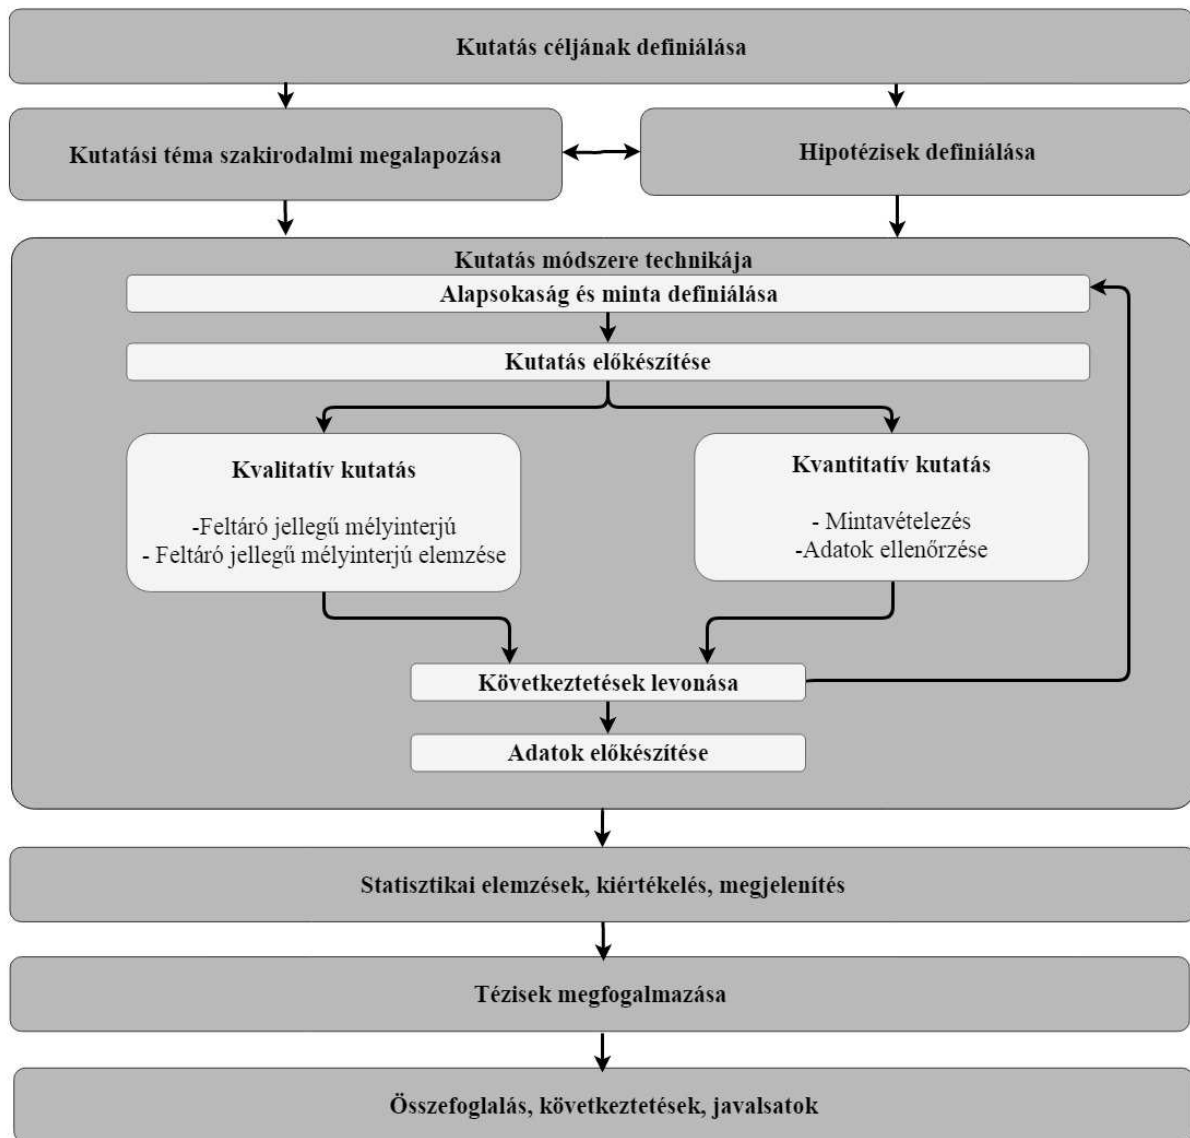 Kutatás céljának definiálása
Kutatási téma szakirodalmi megalapozása
Hipotézisek definiálása
Kutatás módszere technikája
Alapsokaság és minta definiálása
Kutatás előkészítése
Kvalitatív kutatás
-Feltáró jellegű mélyinterjú
- Feltáró jellegű mélyinterjú elemzése
Kvantitatív kutatás
- Mintavételezés
-Adatok ellenőrzése
Következtetések levonása
Adatok előkészítése
Statisztikai elemzések, kiértékelés, megjelenítés
Tézisek megfogalmazása
Összefoglalás, következtetések, javalsatok